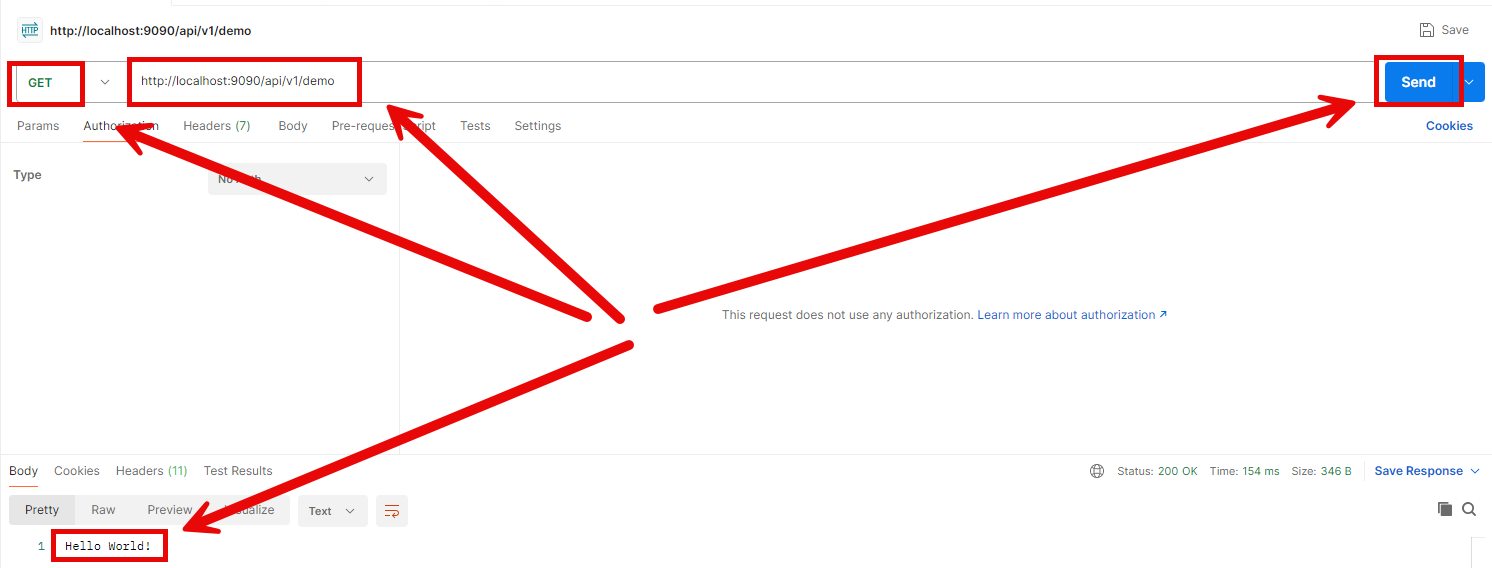 HTTP http://localhost:9090/api/v1/demo Save
GET http://localhost:9090/api/v1/demo Send
Params Authorization Headers (7) Body Pre-request Script Tests Settings Cookies
Type No Auth
This request does not use any authorization. Learn more about authorization ↗
Body Cookies Headers (11) Test Results Status: 200 OK Time: 154 ms Size: 346 B Save Response
Pretty Raw Preview Visualize Text
1 Hello World!